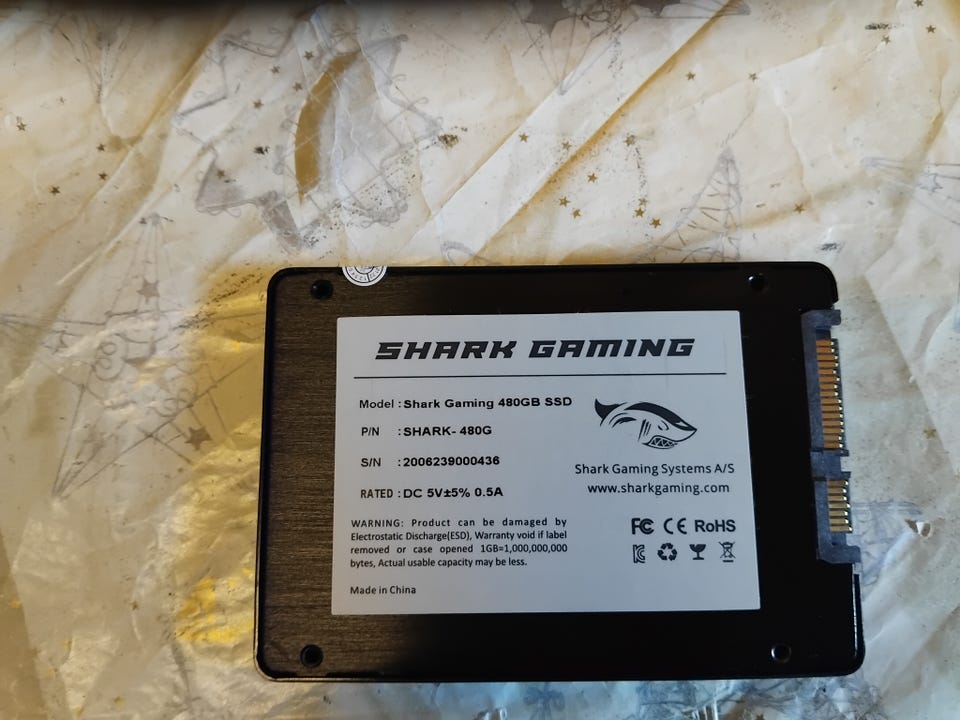 SHARK GAMING
Model : Shark Gaming 480GB SSD
P/N : SHARK- 480G
S/N : 2006239000436
RATED : DC 5V±5% 0.5A
WARNING: Product can be damaged by
Electrostatic Discharge(ESD), Warranty void if label
removed or case opened 1GB=1,000,000,000
bytes, Actual usable capacity may be less.
Made in China
Shark Gaming Systems A/S
www.sharkgaming.com
FC CE RoHS